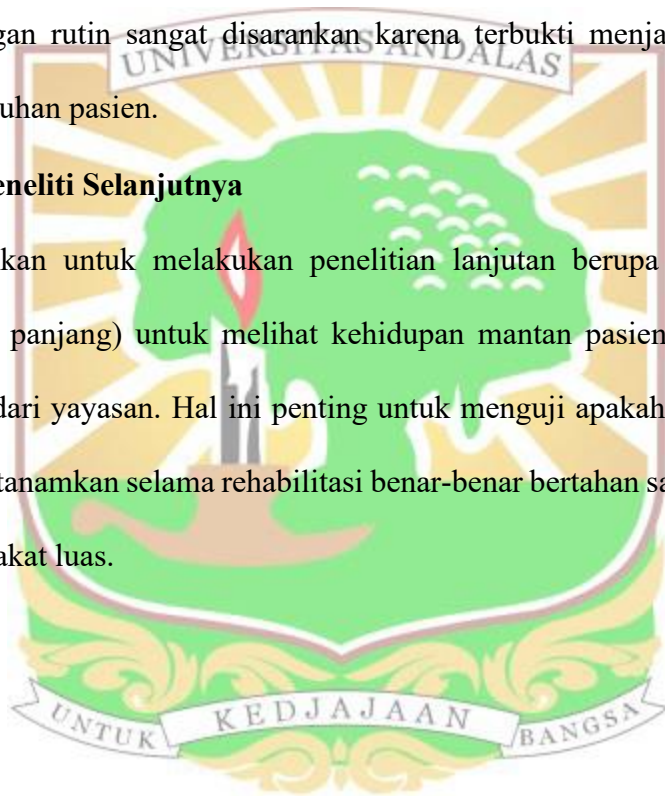 gan rutin sangat disarankan karena terbukti menja
UNIVERSITAS ANDALAS
uhan pasien.
eneliti Selanjutnya
kan untuk melakukan penelitian lanjutan berupa
panjang) untuk melihat kehidupan mantan pasien
dari yayasan. Hal ini penting untuk menguji apakah
tanamkan selama rehabilitasi benar-benar bertahan sa
akat luas.
UNTUK KEDJAJAAN BANGSA